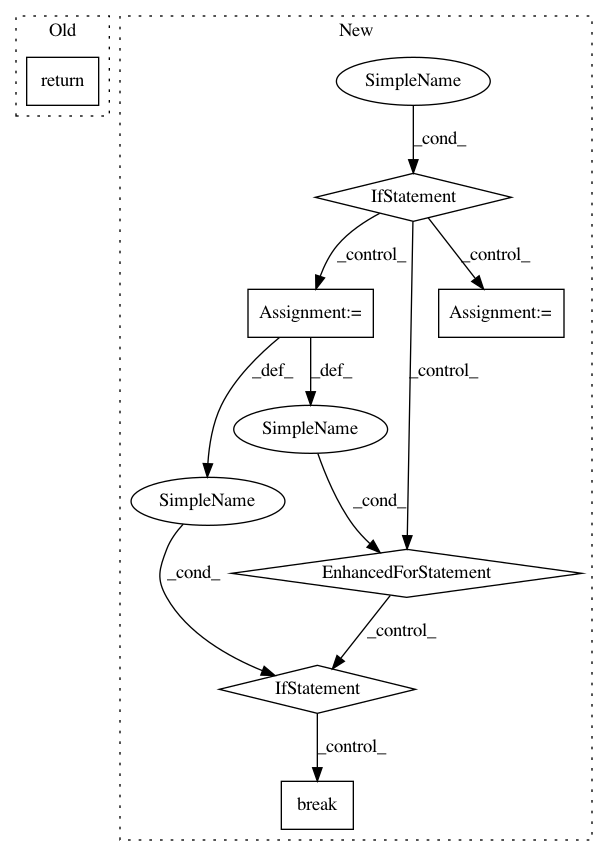 Old
New
return
SimpleName
_cond_
IfStatement
_control_
_control_
Assignment:=
Assignment:=
_def_
_def_
_control_
SimpleName
SimpleName
_cond_
_cond_
EnhancedForStatement
_control_
IfStatement
_control_
break